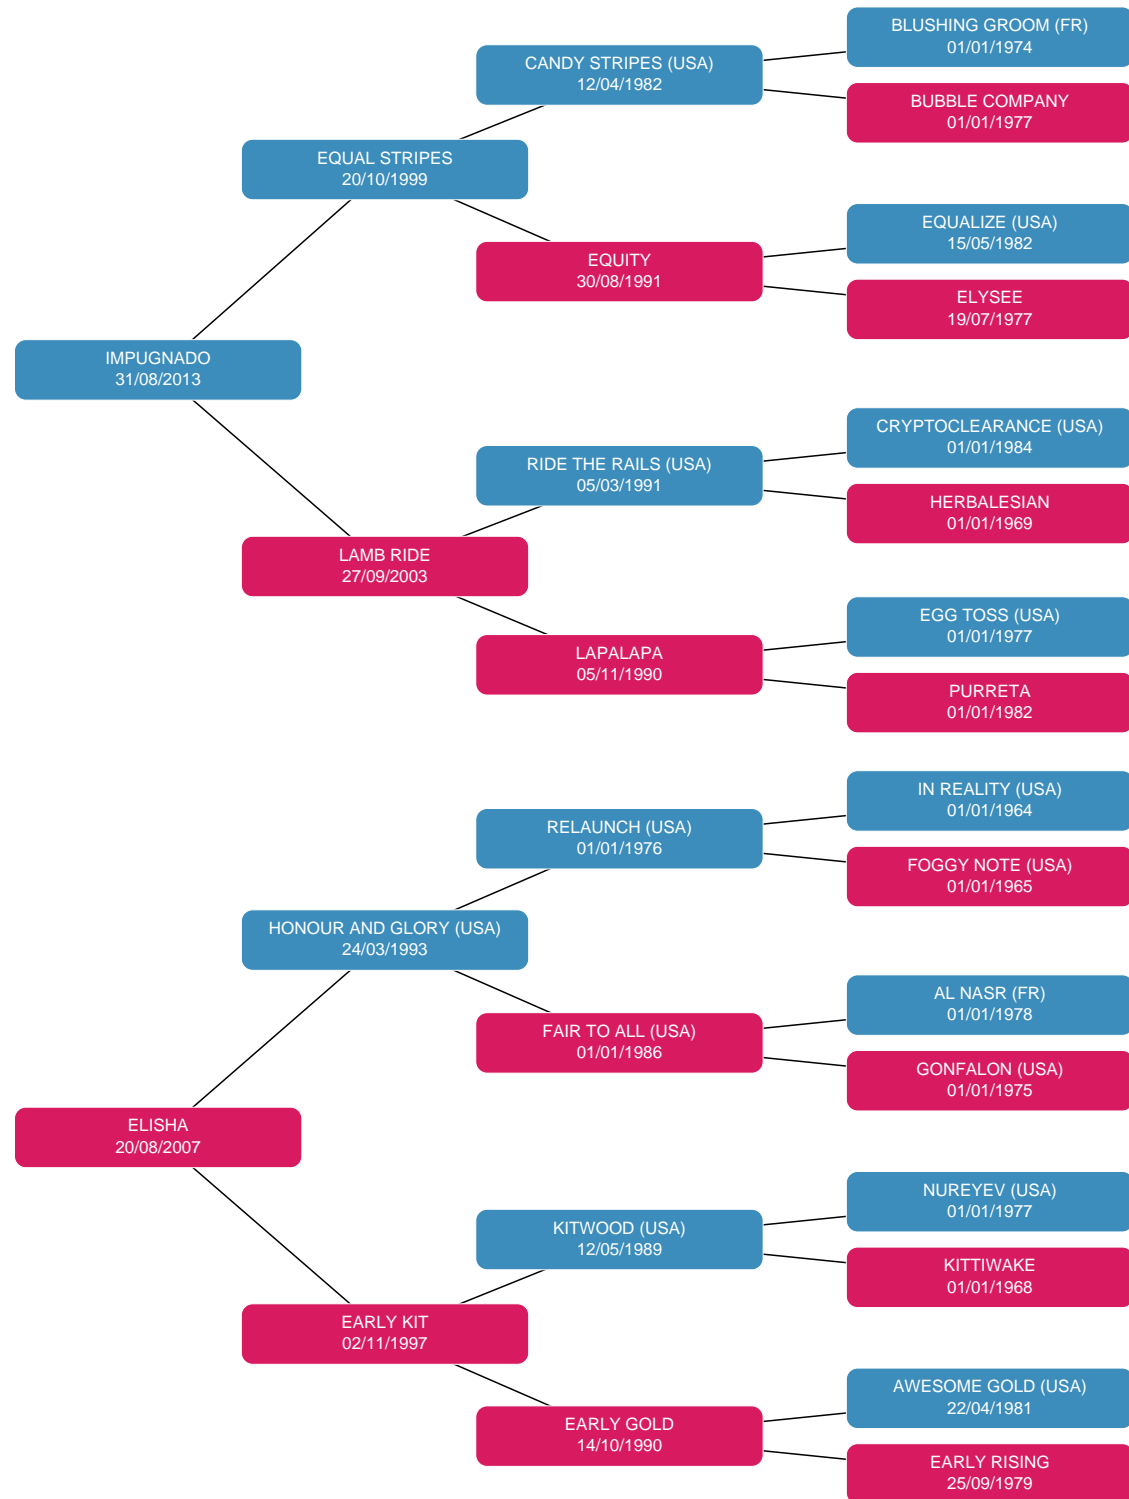 BLUSHING GROOM (FR)
01/01/1974
CANDY STRIPES (USA)
12/04/1982
BUBBLE COMPANY
01/01/1977
EQUAL STRIPES
20/10/1999
EQUALIZE (USA)
15/05/1982
EQUITY
30/08/1991
ELYSEE
19/07/1977
IMPUGNADO
31/08/2013
CRYPTOCLEARANCE (USA)
01/01/1984
RIDE THE RAILS (USA)
05/03/1991
HERBALESIAN
01/01/1969
LAMB RIDE
27/09/2003
EGG TOSS (USA)
01/01/1977
LAPALAPA
05/11/1990
PURRETA
01/01/1982
IN REALITY (USA)
01/01/1964
RELAUNCH (USA)
01/01/1976
FOGGY NOTE (USA)
01/01/1965
HONOUR AND GLORY (USA)
24/03/1993
AL NASR (FR)
01/01/1978
FAIR TO ALL (USA)
01/01/1986
GONFALON (USA)
01/01/1975
ELISHA
20/08/2007
NUREYEV (USA)
01/01/1977
KITWOOD (USA)
12/05/1989
KITTIWAKE
01/01/1968
EARLY KIT
02/11/1997
AWESOME GOLD (USA)
22/04/1981
EARLY GOLD
14/10/1990
EARLY RISING
25/09/1979